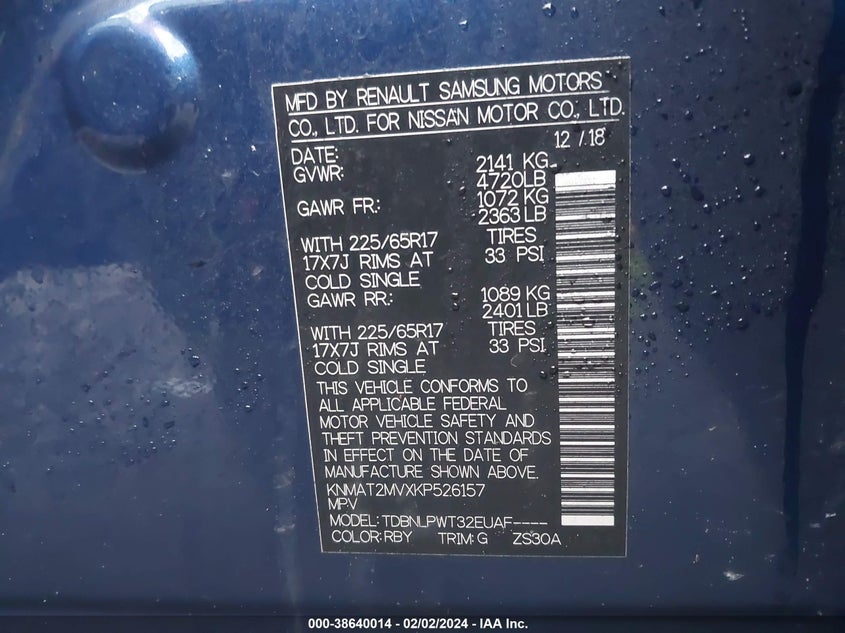 MFD BY RENAULT SAMSUNG MOTORS
CO., LTD. FOR NISSAN MOTOR CO., LTD.
DATE: 12 / 18
GVWR: 2141 KG
4720LB
GAWR FR.: 1072 KG
2363 LB
WITH 225/65R17 TIRES
17X7J RIMS AT 33 PSI
COLD SINGLE
GAWR RR.: 1089 KG
2401 LB
WITH 225/65R17 TIRES
17X7J RIMS AT 33 PSI
COLD SINGLE
THIS VEHICLE CONFORMS TO
ALL APPLICABLE FEDERAL
MOTOR VEHICLE SAFETY AND
THEFT PREVENTION STANDARDS
IN EFFECT ON THE DATE OF
MANUFACTURE SHOWN ABOVE.
KNMAT2MVXKP526157
MPV
MODEL: TDBNLPWT32EUAF----
COLOR: RBY TRIM: G ZS30A
000-38640014 - 02/02/2024 - IAA Inc.